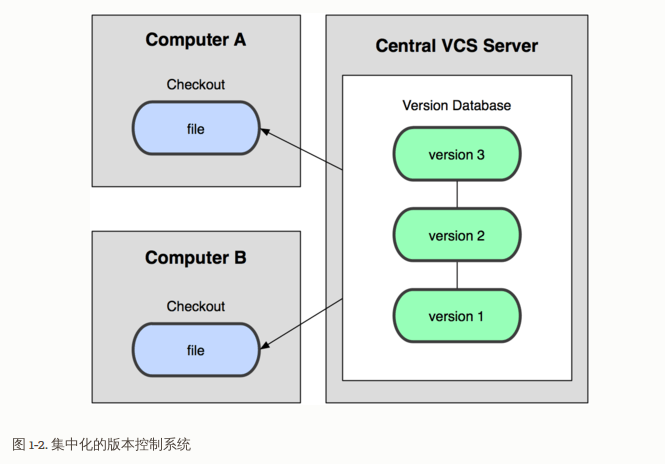 Computer A
Checkout
file
Central VCS Server
Version Database
version 3
version 2
version 1
Computer B
Checkout
file
图 1-2. 集中化的版本控制系统